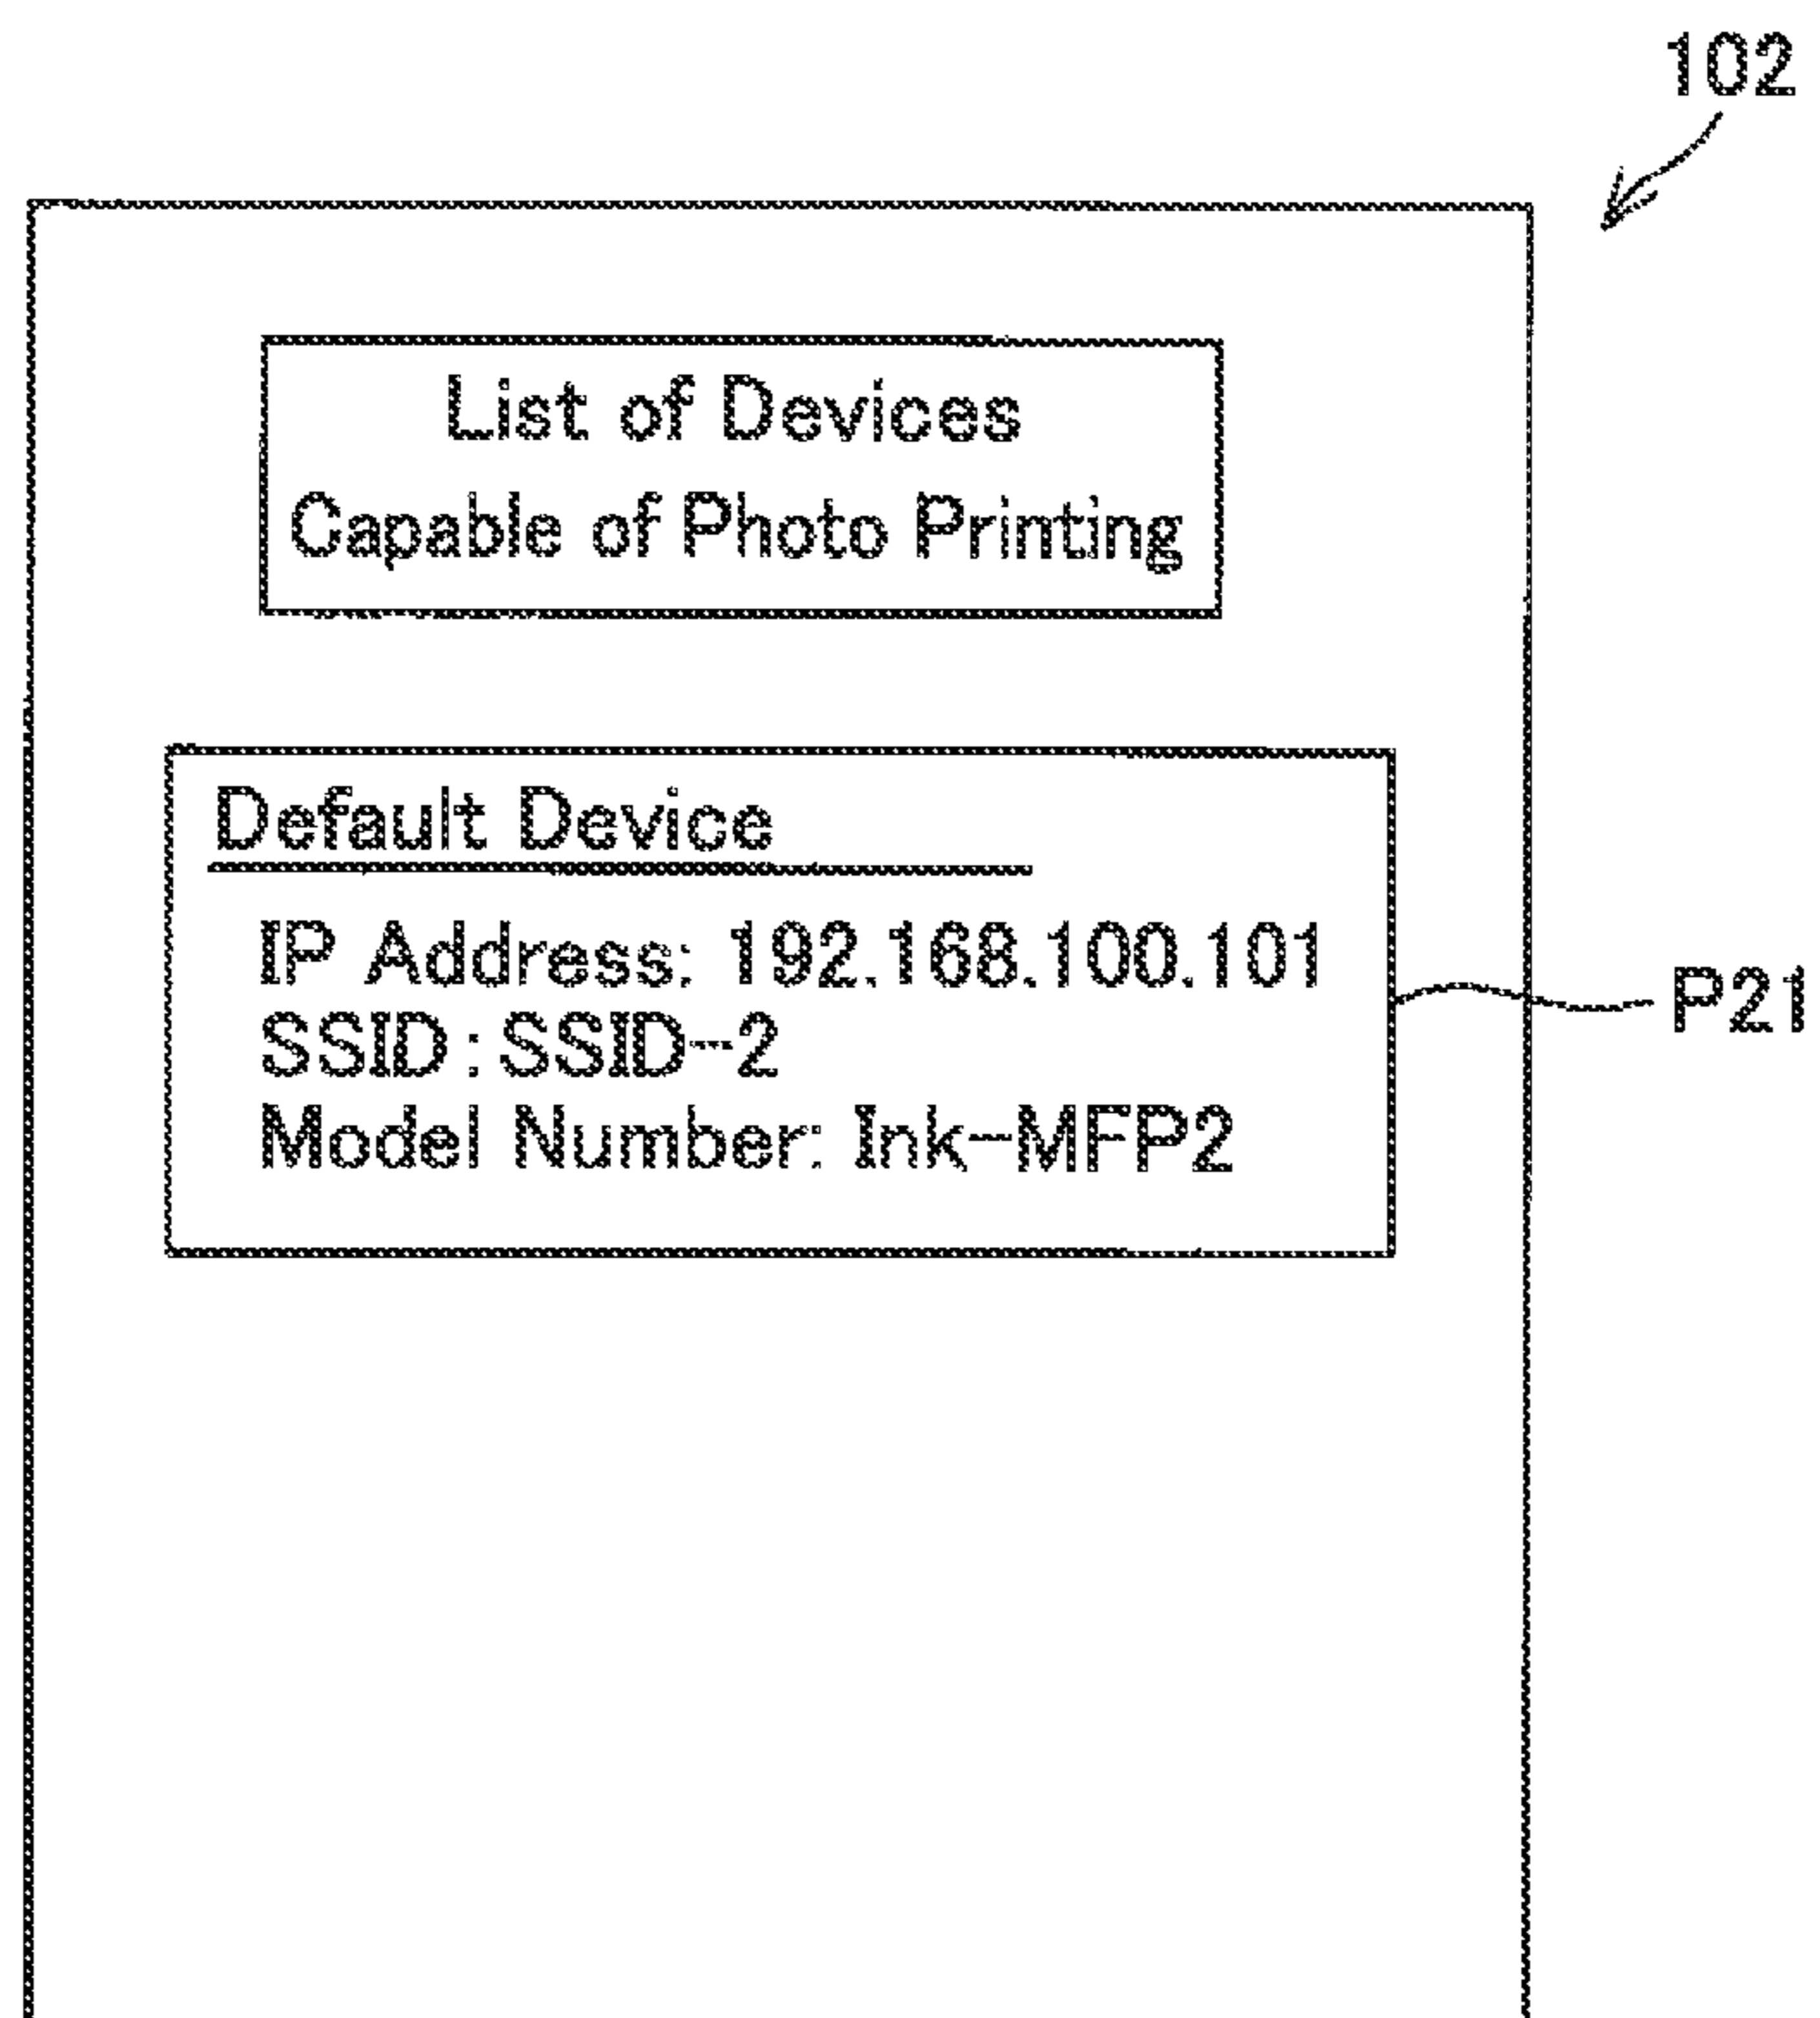 102
List of Devices
Capable of Photo Printing
Default Device
IP Address: 192.168.100.101
SSID : SSID-2
Model Number: Ink-MFP2
P21